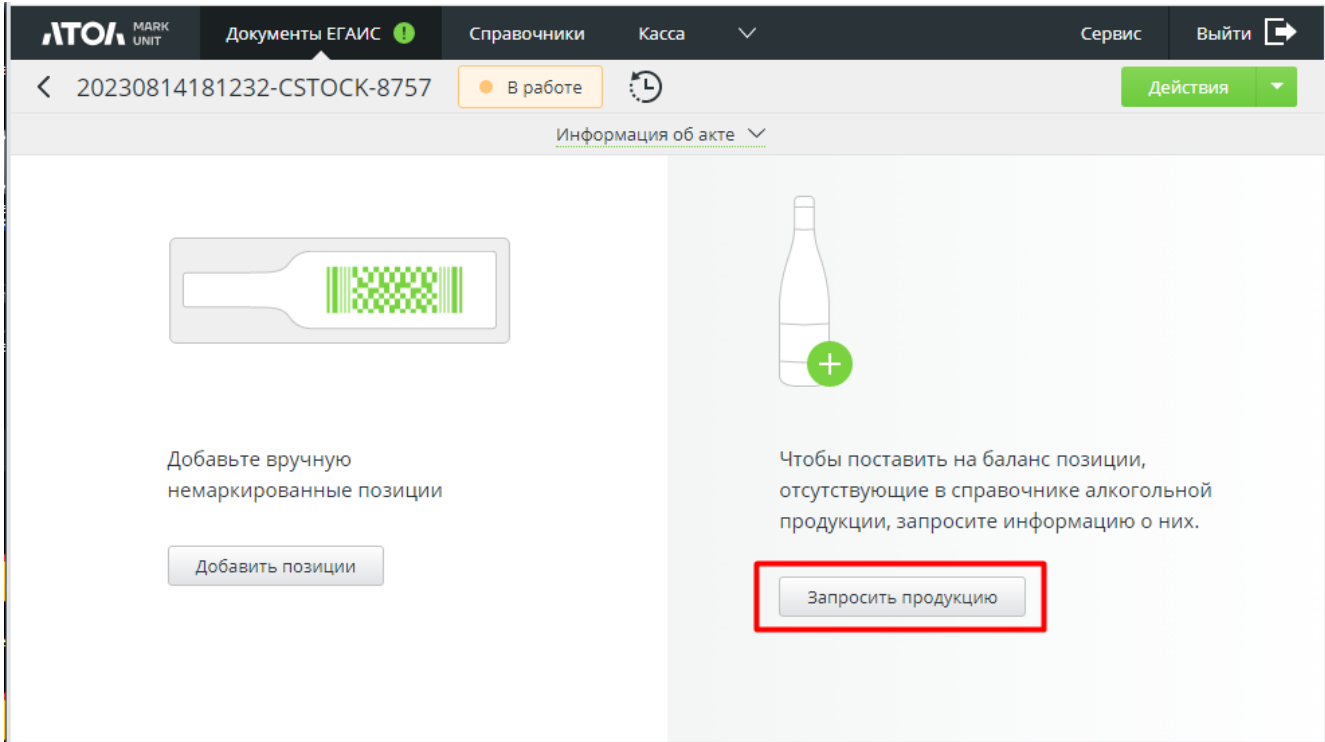 АТОЛ MARK UNIT Документы ЕГАИС ! Справочники Касса Сервис Выйти
20230814181232-CSTOCK-8757 В работе Действия
Информация об акте
Добавьте вручную
немаркированные позиции
Добавить позиции
Чтобы поставить на баланс позиции,
отсутствующие в справочнике алкогольной
продукции, запросите информацию о них.
Запросить продукцию